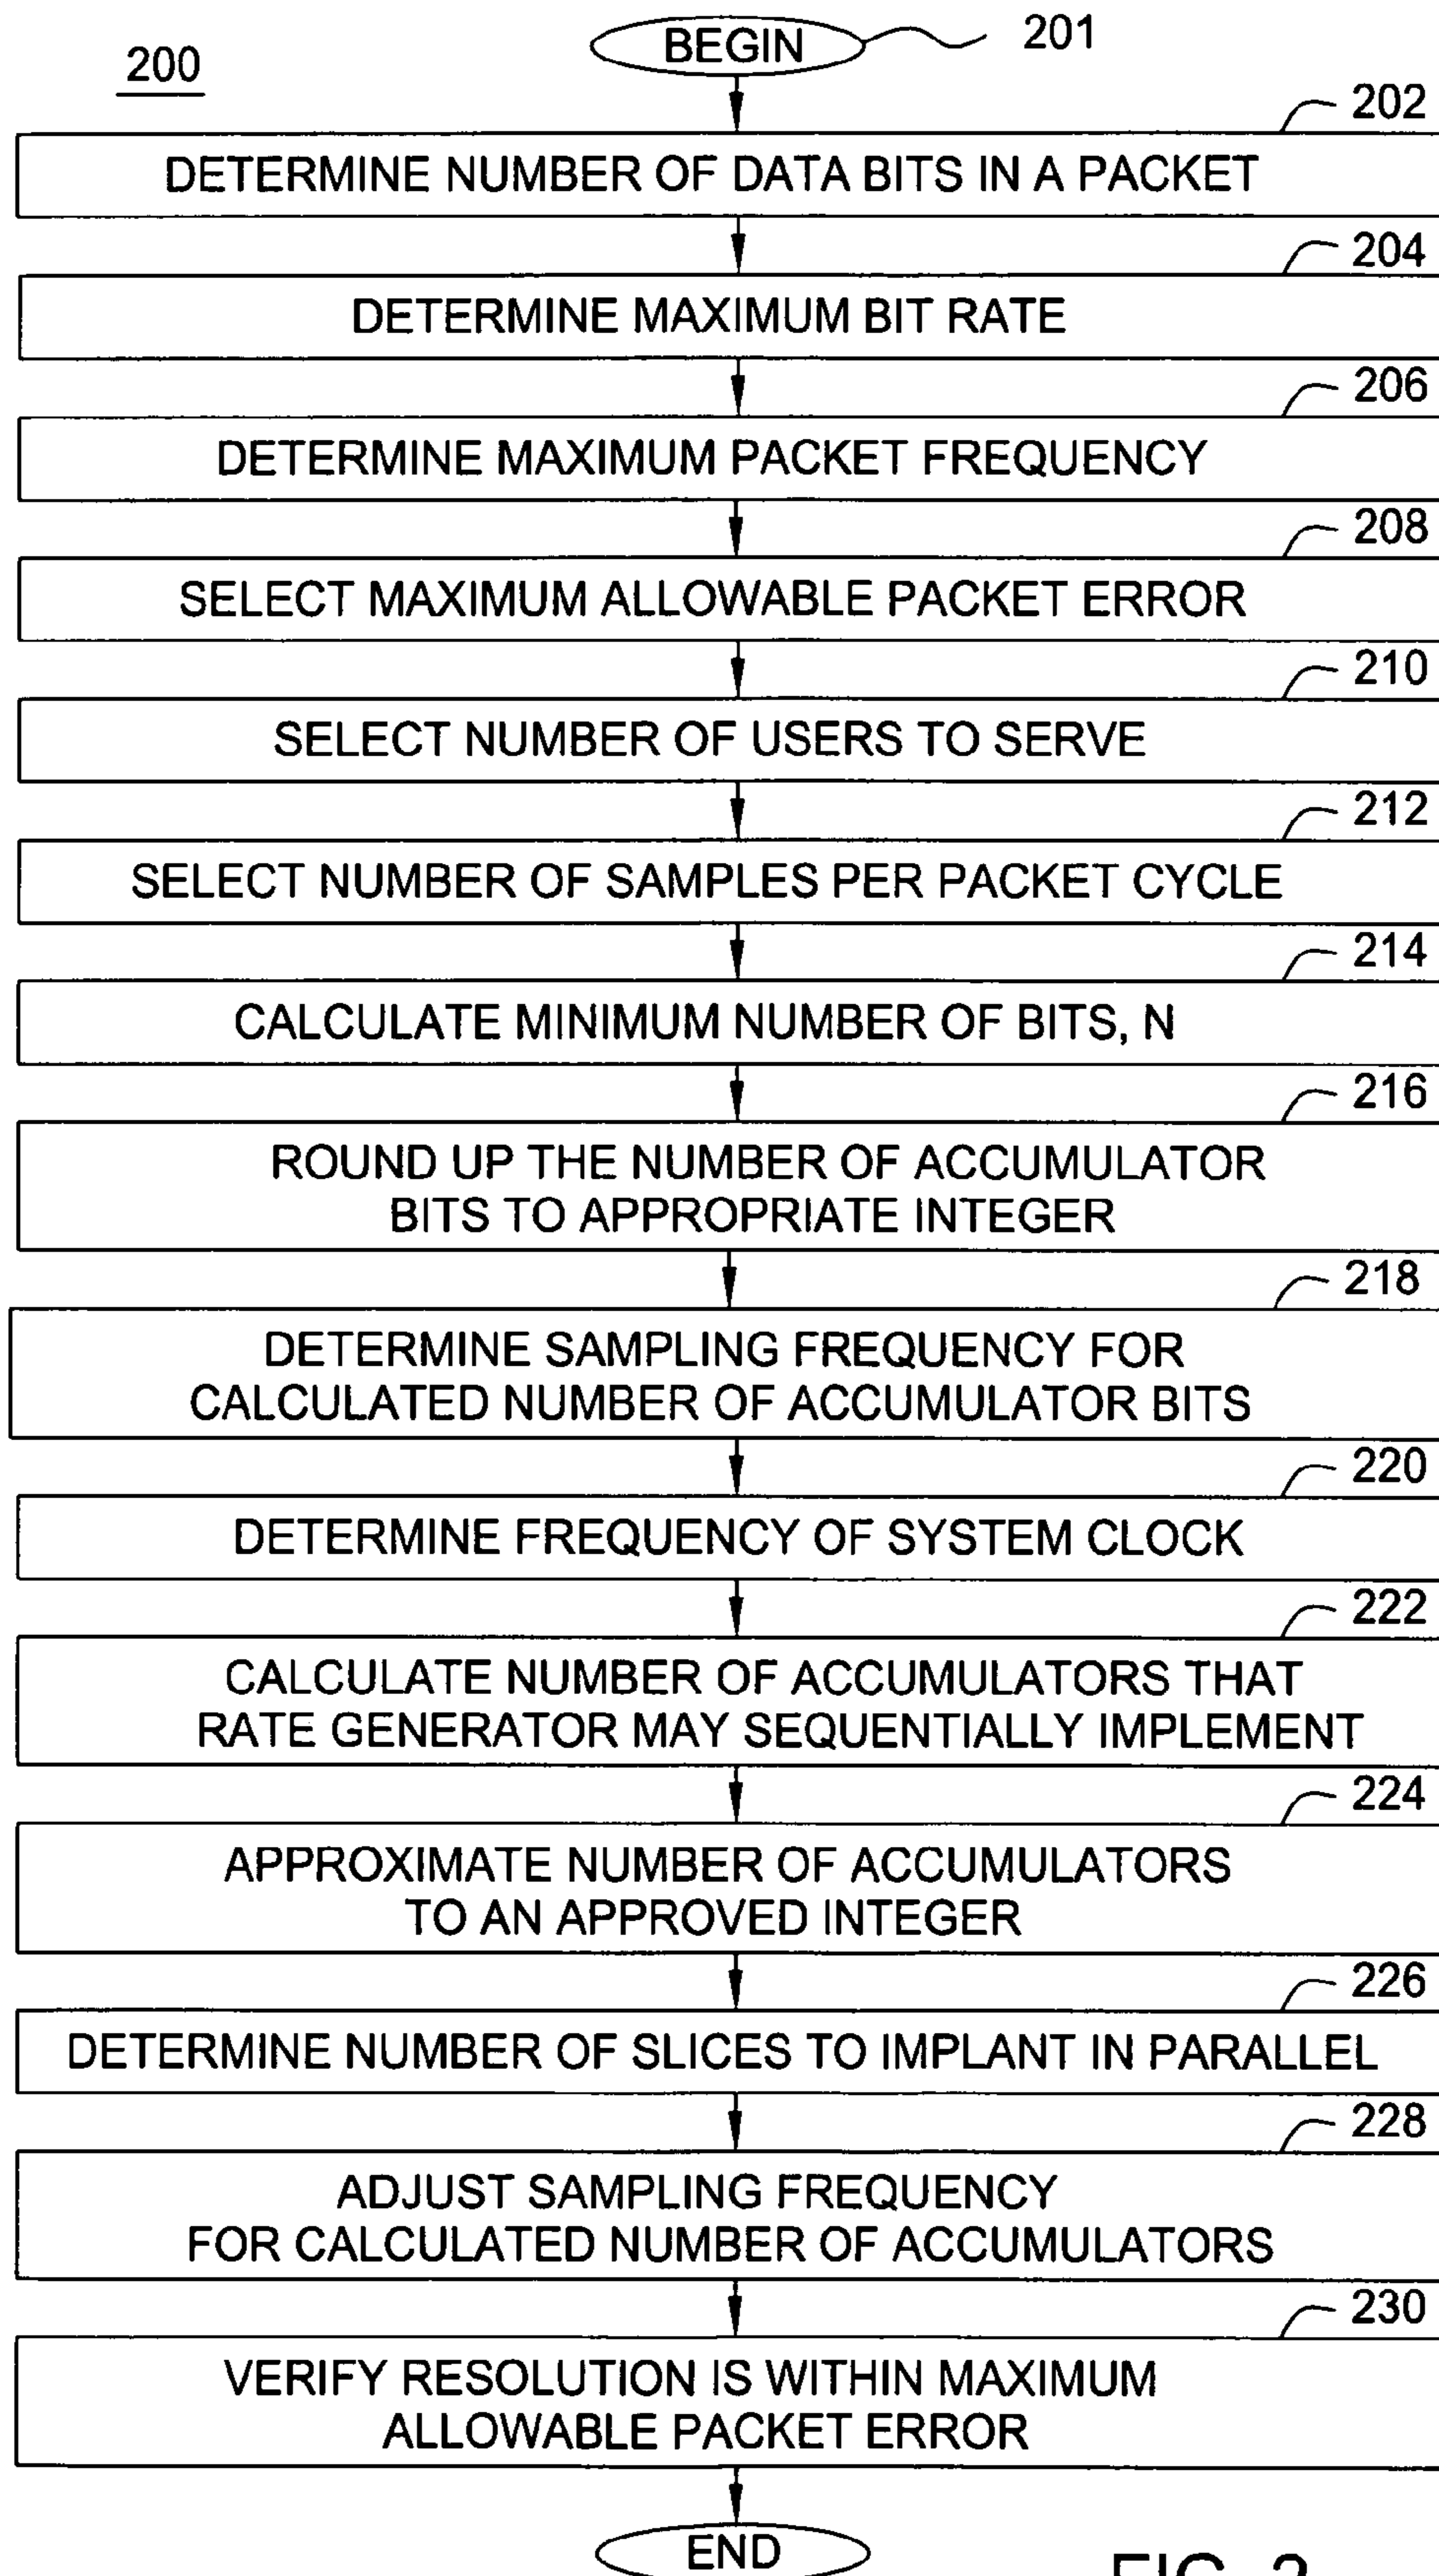 200
BEGIN
201
202
DETERMINE NUMBER OF DATA BITS IN A PACKET
204
DETERMINE MAXIMUM BIT RATE
206
DETERMINE MAXIMUM PACKET FREQUENCY
208
SELECT MAXIMUM ALLOWABLE PACKET ERROR
210
SELECT NUMBER OF USERS TO SERVE
212
SELECT NUMBER OF SAMPLES PER PACKET CYCLE
214
CALCULATE MINIMUM NUMBER OF BITS, N
216
ROUND UP THE NUMBER OF ACCUMULATOR
BITS TO APPROPRIATE INTEGER
218
DETERMINE SAMPLING FREQUENCY FOR
CALCULATED NUMBER OF ACCUMULATOR BITS
220
DETERMINE FREQUENCY OF SYSTEM CLOCK
222
CALCULATE NUMBER OF ACCUMULATORS THAT
RATE GENERATOR MAY SEQUENTIALLY IMPLEMENT
224
APPROXIMATE NUMBER OF ACCUMULATORS
TO AN APPROVED INTEGER
226
DETERMINE NUMBER OF SLICES TO IMPLANT IN PARALLEL
228
ADJUST SAMPLING FREQUENCY
FOR CALCULATED NUMBER OF ACCUMULATORS
230
VERIFY RESOLUTION IS WITHIN MAXIMUM
ALLOWABLE PACKET ERROR
END